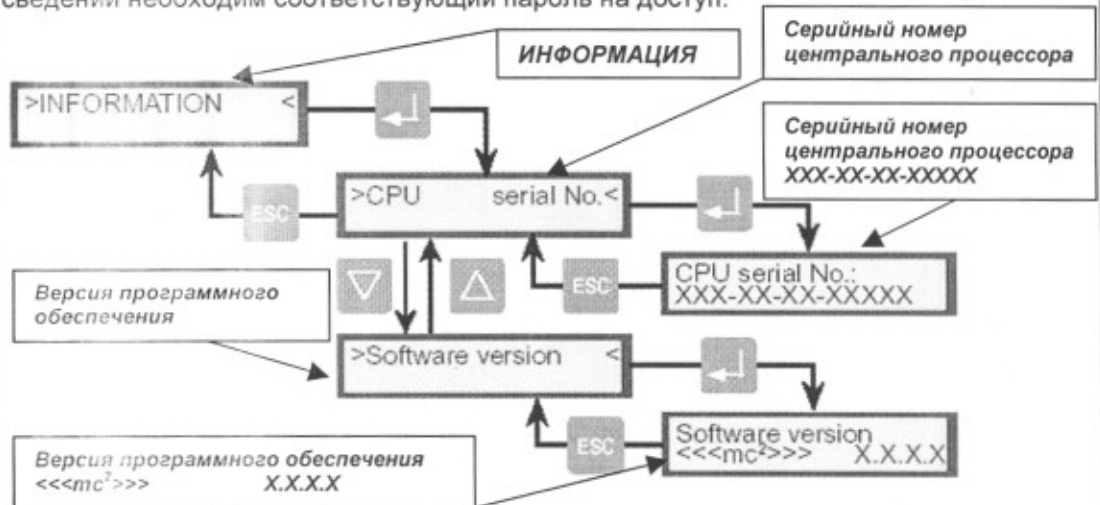 сведений необходим соответствующий пароль на доступ.
ИНФОРМАЦИЯ
Серийный номер
центрального процессора
>INFORMATION <
Серийный номер
центрального процессора
XXX-XX-XX-XXXXX
>CPU serial No.<
ESC
CPU serial No.:
XXX-XX-XX-XXXXX
ESC
Версия программного
обеспечения
>Software version <
Software version
<<<mc²>>> X.X.X.X
ESC
Версия программного обеспечения
<<<mc²>>> X.X.X.X